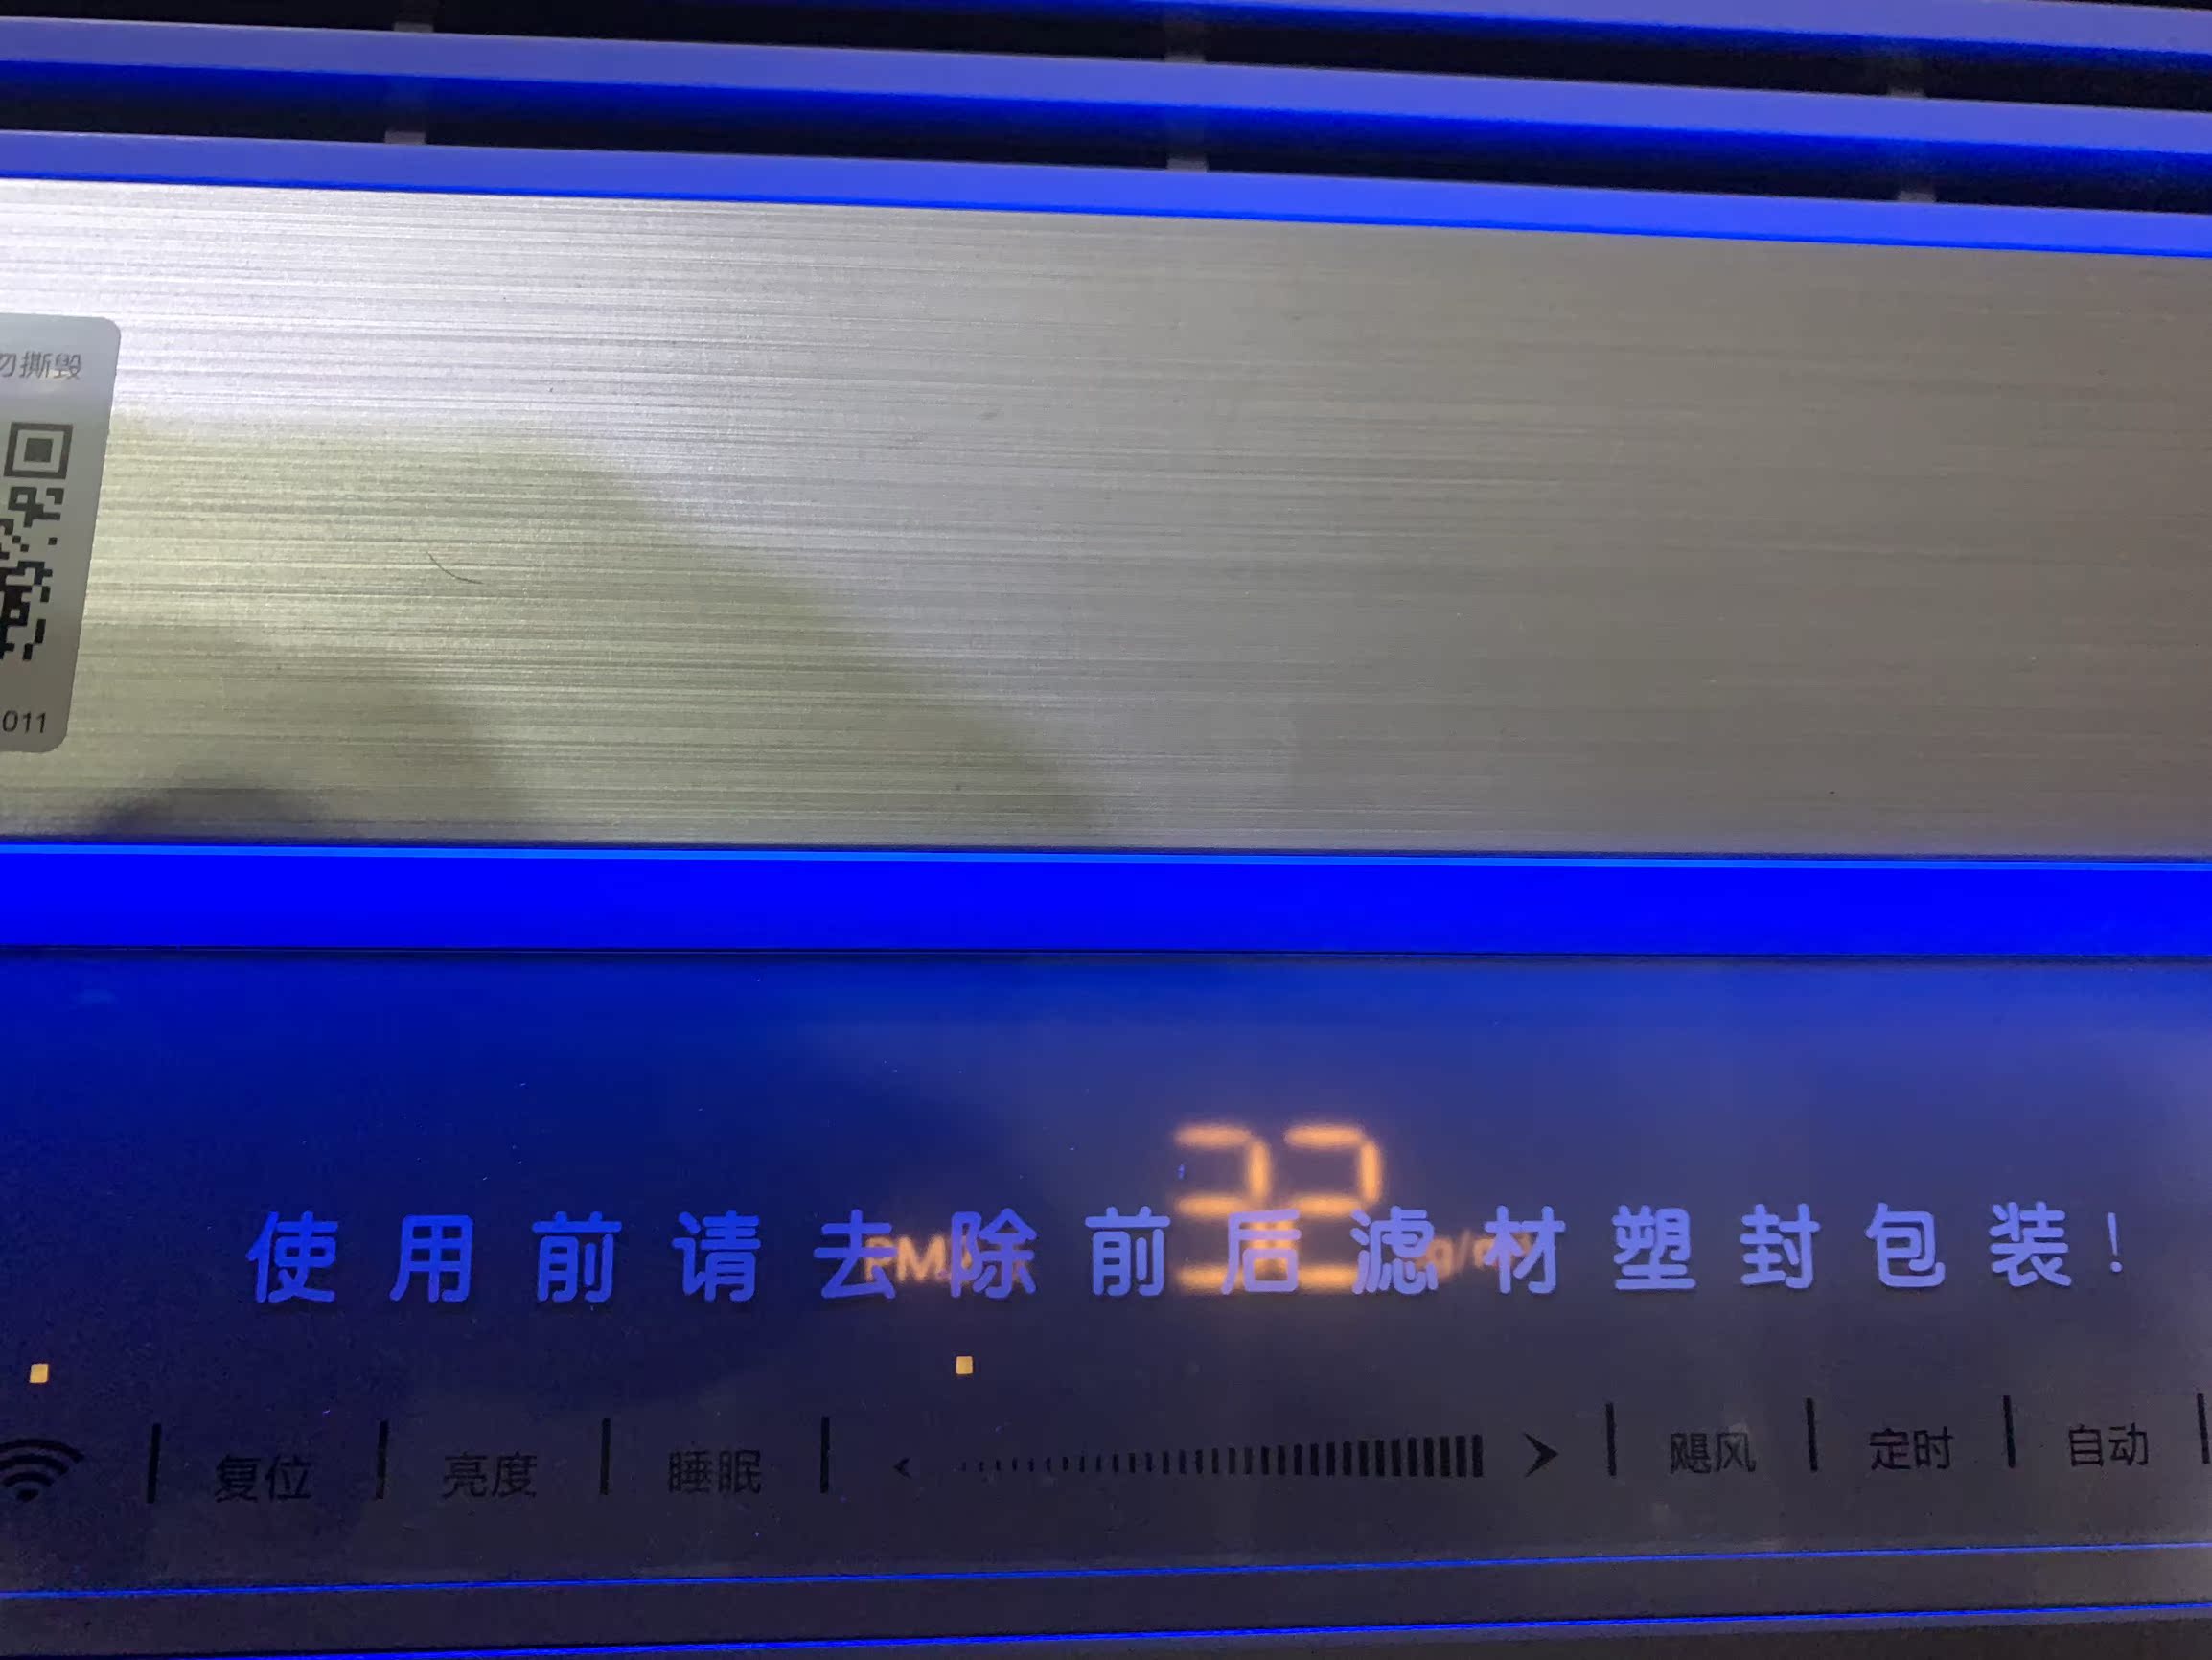 勿撕毁
011
使用前请去除前后滤材塑封包装！
PM
复位 | 亮度 | 睡眠 | < > | 飓风 | 定时 | 自动 |